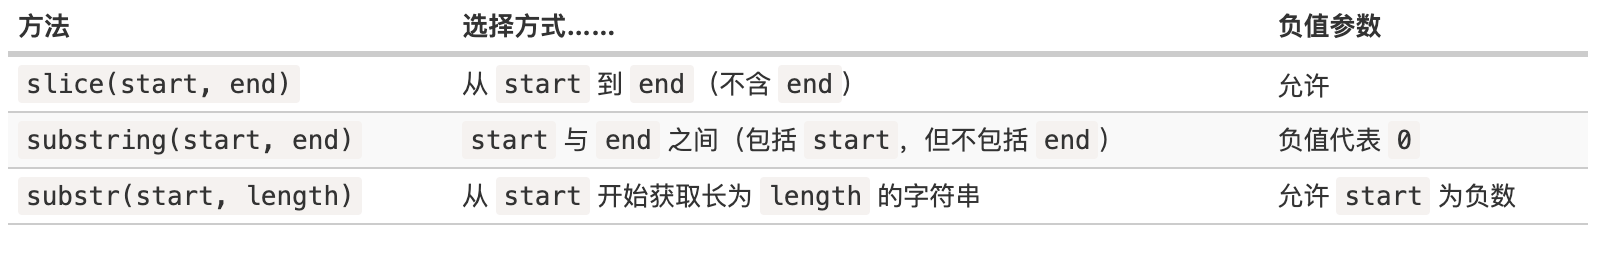 方法 选择方式…… 负值参数
slice(start, end) 从 start 到 end（不含 end） 允许
substring(start, end) start 与 end 之间（包括 start，但不包括 end） 负值代表 0
substr(start, length) 从 start 开始获取长为 length 的字符串 允许 start 为负数